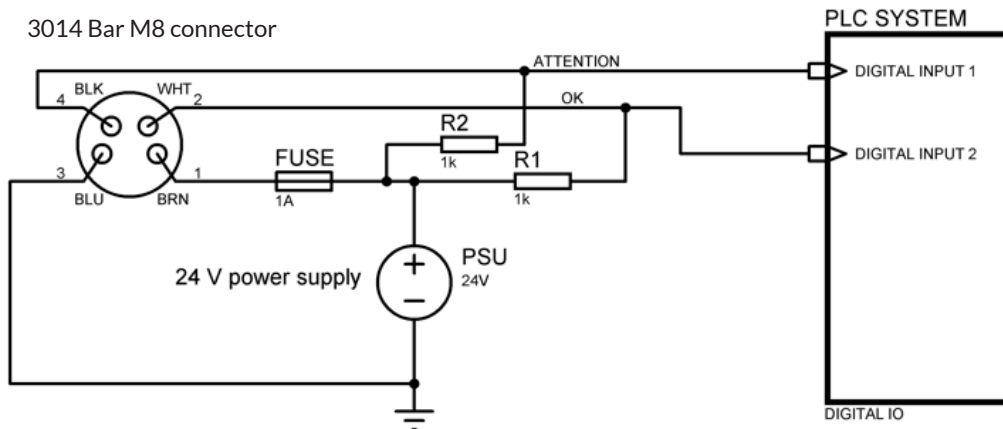 3014 Bar M8 connector
PLC SYSTEM
ATTENTION
DIGITAL INPUT 1
BLK
WHT
4
2
OK
R2
1k
R1
1k
DIGITAL INPUT 2
FUSE
1A
3
1
BLU
BRN
+
PSU
24 V power supply
24V
−
DIGITAL IO